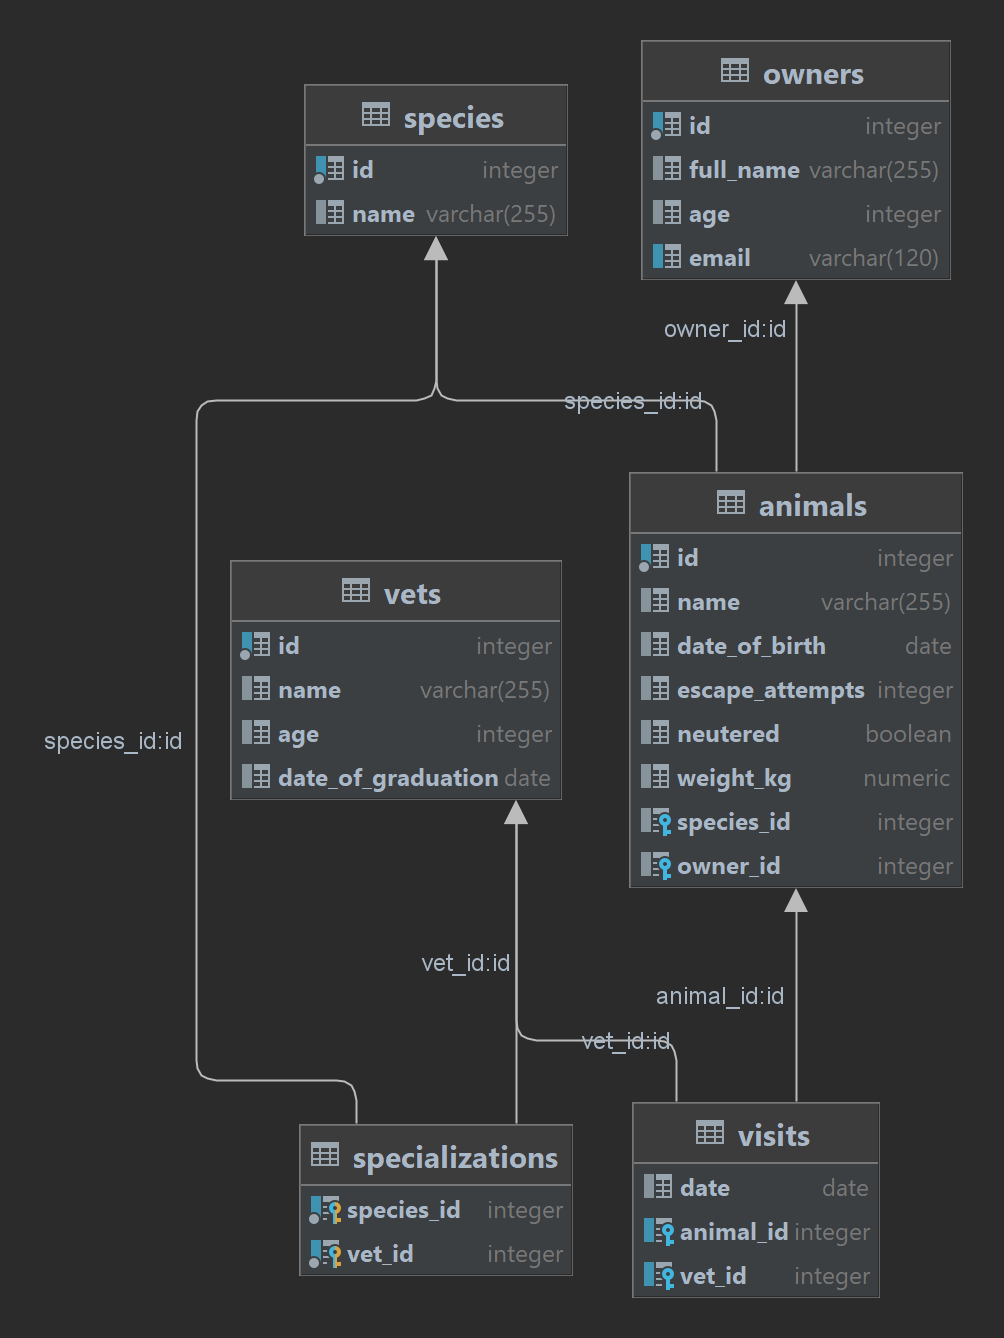 species
id integer
name varchar(255)
owners
id integer
full_name varchar(255)
age integer
email varchar(120)
owner_id:id
species_id:id
animals
id integer
name varchar(255)
date_of_birth date
escape_attempts integer
neutered boolean
weight_kg numeric
species_id integer
owner_id integer
vets
id integer
name varchar(255)
age integer
date_of_graduation date
species_id:id
vet_id:id
animal_id:id
vet_id:id
specializations
species_id integer
vet_id integer
visits
date date
animal_id integer
vet_id integer